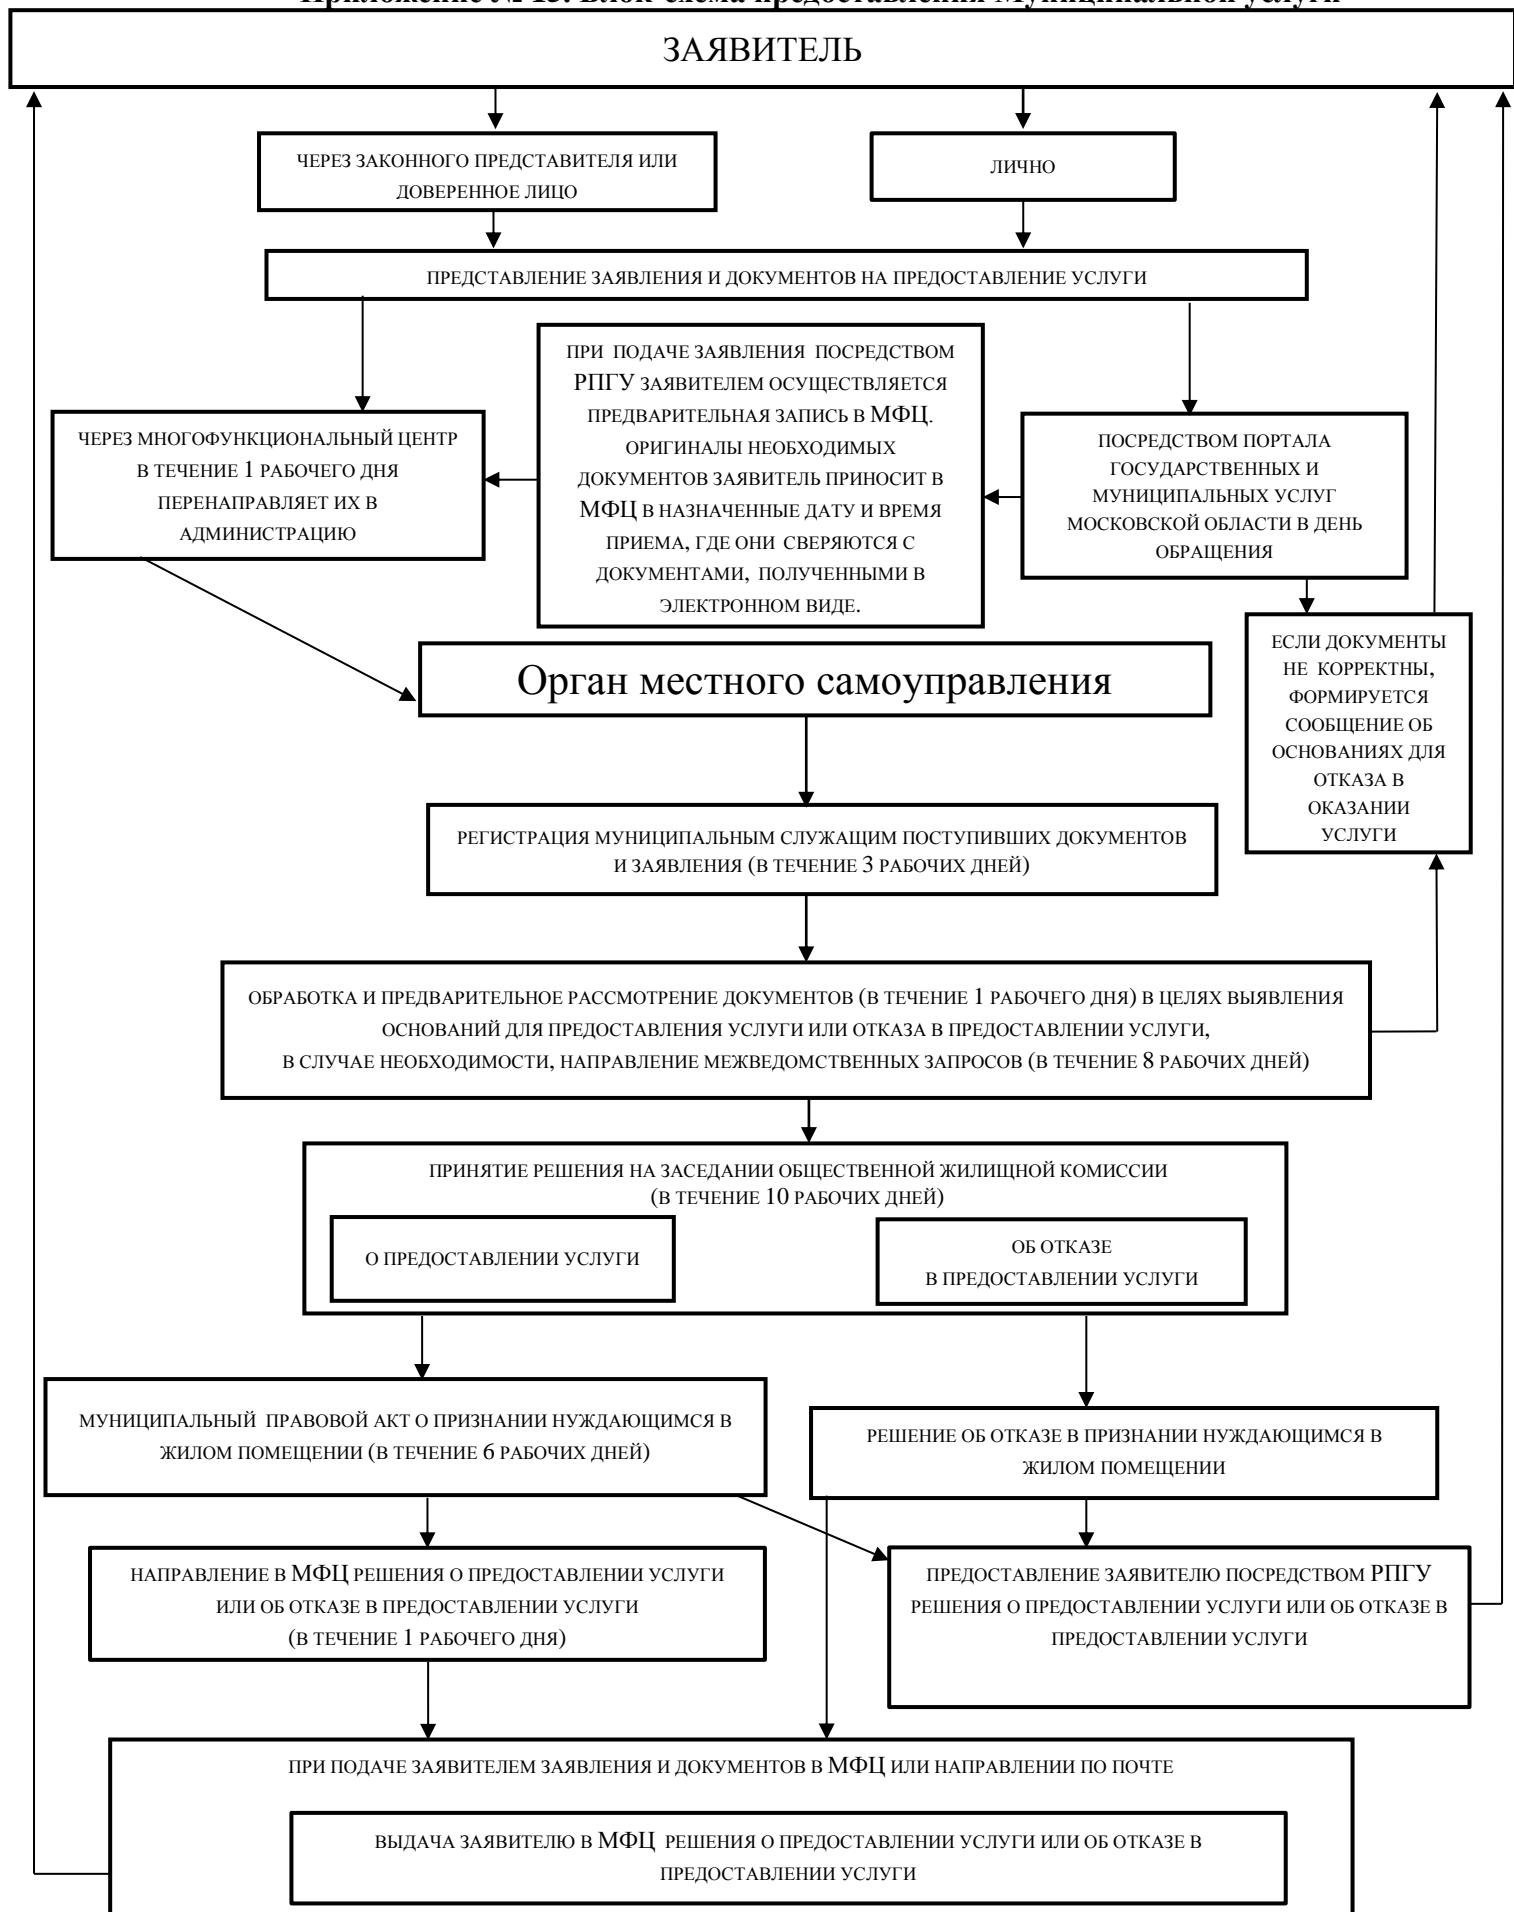 Приложение № 13. Блок-схема предоставления Муниципальной услуги
ЗАЯВИТЕЛЬ
ЧЕРЕЗ ЗАКОННОГО ПРЕДСТАВИТЕЛЯ ИЛИ
ДОВЕРЕННОЕ ЛИЦО
ЛИЧНО
ПРЕДСТАВЛЕНИЕ ЗАЯВЛЕНИЯ И ДОКУМЕНТОВ НА ПРЕДОСТАВЛЕНИЕ УСЛУГИ
ЧЕРЕЗ МНОГОФУНКЦИОНАЛЬНЫЙ ЦЕНТР
В ТЕЧЕНИЕ 1 РАБОЧЕГО ДНЯ
ПЕРЕНАПРАВЛЯЕТ ИХ В
АДМИНИСТРАЦИЮ
ПРИ ПОДАЧЕ ЗАЯВЛЕНИЯ ПОСРЕДСТВОМ
РПГУ ЗАЯВИТЕЛЕМ ОСУЩЕСТВЛЯЕТСЯ
ПРЕДВАРИТЕЛЬНАЯ ЗАПИСЬ В МФЦ.
ОРИГИНАЛЫ НЕОБХОДИМЫХ
ДОКУМЕНТОВ ЗАЯВИТЕЛЬ ПРИНОСИТ В
МФЦ В НАЗНАЧЕННЫЕ ДАТУ И ВРЕМЯ
ПРИЕМА, ГДЕ ОНИ СВЕРЯЮТСЯ С
ДОКУМЕНТАМИ, ПОЛУЧЕННЫМИ В
ЭЛЕКТРОННОМ ВИДЕ.
ПОСРЕДСТВОМ ПОРТАЛА
ГОСУДАРСТВЕННЫХ И
МУНИЦИПАЛЬНЫХ УСЛУГ
МОСКОВСКОЙ ОБЛАСТИ В ДЕНЬ
ОБРАЩЕНИЯ
ЕСЛИ ДОКУМЕНТЫ
НЕ КОРРЕКТНЫ,
ФОРМИРУЕТСЯ
СООБЩЕНИЕ ОБ
ОСНОВАНИЯХ ДЛЯ
ОТКАЗА В
ОКАЗАНИИ
УСЛУГИ
Орган местного самоуправления
РЕГИСТРАЦИЯ МУНИЦИПАЛЬНЫМ СЛУЖАЩИМ ПОСТУПИВШИХ ДОКУМЕНТОВ
И ЗАЯВЛЕНИЯ (В ТЕЧЕНИЕ 3 РАБОЧИХ ДНЕЙ)
ОБРАБОТКА И ПРЕДВАРИТЕЛЬНОЕ РАССМОТРЕНИЕ ДОКУМЕНТОВ (В ТЕЧЕНИЕ 1 РАБОЧЕГО ДНЯ) В ЦЕЛЯХ ВЫЯВЛЕНИЯ
ОСНОВАНИЙ ДЛЯ ПРЕДОСТАВЛЕНИЯ УСЛУГИ ИЛИ ОТКАЗА В ПРЕДОСТАВЛЕНИИ УСЛУГИ,
В СЛУЧАЕ НЕОБХОДИМОСТИ, НАПРАВЛЕНИЕ МЕЖВЕДОМСТВЕННЫХ ЗАПРОСОВ (В ТЕЧЕНИЕ 8 РАБОЧИХ ДНЕЙ)
ПРИНЯТИЕ РЕШЕНИЯ НА ЗАСЕДАНИИ ОБЩЕСТВЕННОЙ ЖИЛИЩНОЙ КОМИССИИ
(В ТЕЧЕНИЕ 10 РАБОЧИХ ДНЕЙ)
О ПРЕДОСТАВЛЕНИИ УСЛУГИ
ОБ ОТКАЗЕ
В ПРЕДОСТАВЛЕНИИ УСЛУГИ
МУНИЦИПАЛЬНЫЙ ПРАВОВОЙ АКТ О ПРИЗНАНИИ НУЖДАЮЩИМСЯ В
ЖИЛОМ ПОМЕЩЕНИИ (В ТЕЧЕНИЕ 6 РАБОЧИХ ДНЕЙ)
РЕШЕНИЕ ОБ ОТКАЗЕ В ПРИЗНАНИИ НУЖДАЮЩИМСЯ В
ЖИЛОМ ПОМЕЩЕНИИ
НАПРАВЛЕНИЕ В МФЦ РЕШЕНИЯ О ПРЕДОСТАВЛЕНИИ УСЛУГИ
ИЛИ ОБ ОТКАЗЕ В ПРЕДОСТАВЛЕНИИ УСЛУГИ
(В ТЕЧЕНИЕ 1 РАБОЧЕГО ДНЯ)
ПРЕДОСТАВЛЕНИЕ ЗАЯВИТЕЛЮ ПОСРЕДСТВОМ РПГУ
РЕШЕНИЯ О ПРЕДОСТАВЛЕНИИ УСЛУГИ ИЛИ ОБ ОТКАЗЕ В
ПРЕДОСТАВЛЕНИИ УСЛУГИ
ПРИ ПОДАЧЕ ЗАЯВИТЕЛЕМ ЗАЯВЛЕНИЯ И ДОКУМЕНТОВ В МФЦ ИЛИ НАПРАВЛЕНИИ ПО ПОЧТЕ
ВЫДАЧА ЗАЯВИТЕЛЮ В МФЦ РЕШЕНИЯ О ПРЕДОСТАВЛЕНИИ УСЛУГИ ИЛИ ОБ ОТКАЗЕ В
ПРЕДОСТАВЛЕНИИ УСЛУГИ